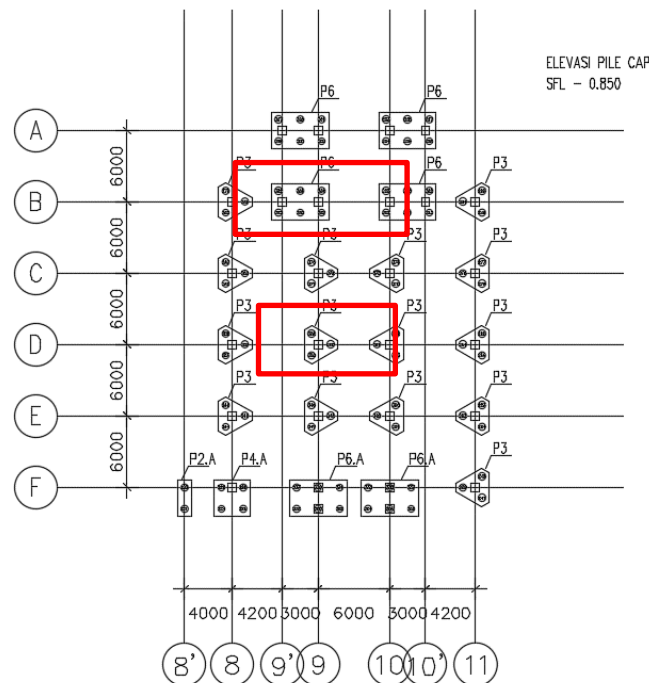 ELEVASI PILE CAP
SFL - 0.850
P6 P6
A
6000
P3 P6 P6 P3
B
6000
P3 P3 P3 P3
C
6000
P3 P3 P3 P3
D
6000
P3 P3 P3 P3
E
6000
P2.A P4.A P6.A P6.A P3
F
4000 4200 3000 6000 3000 4200
8' 8 9' 9 10 10' 11